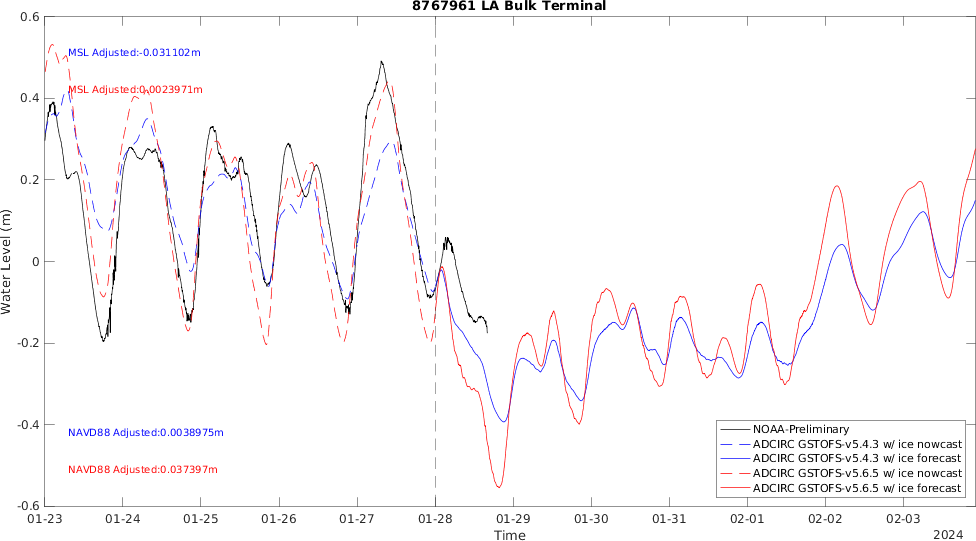 8767961 LA Bulk Terminal
0.6
0.4
0.2
0
-0.2
-0.4
-0.6
Water Level (m)
MSL Adjusted:-0.031102m
MSL Adjusted:0.0023971m
NAVD88 Adjusted:0.0038975m
NAVD88 Adjusted:0.037397m
NOAA-Preliminary
ADCIRC GSTOFS-v5.4.3 w/ ice nowcast
ADCIRC GSTOFS-v5.4.3 w/ ice forecast
ADCIRC GSTOFS-v5.6.5 w/ ice nowcast
ADCIRC GSTOFS-v5.6.5 w/ ice forecast
01-23 01-24 01-25 01-26 01-27 01-28 01-29 01-30 01-31 02-01 02-02 02-03
Time
2024